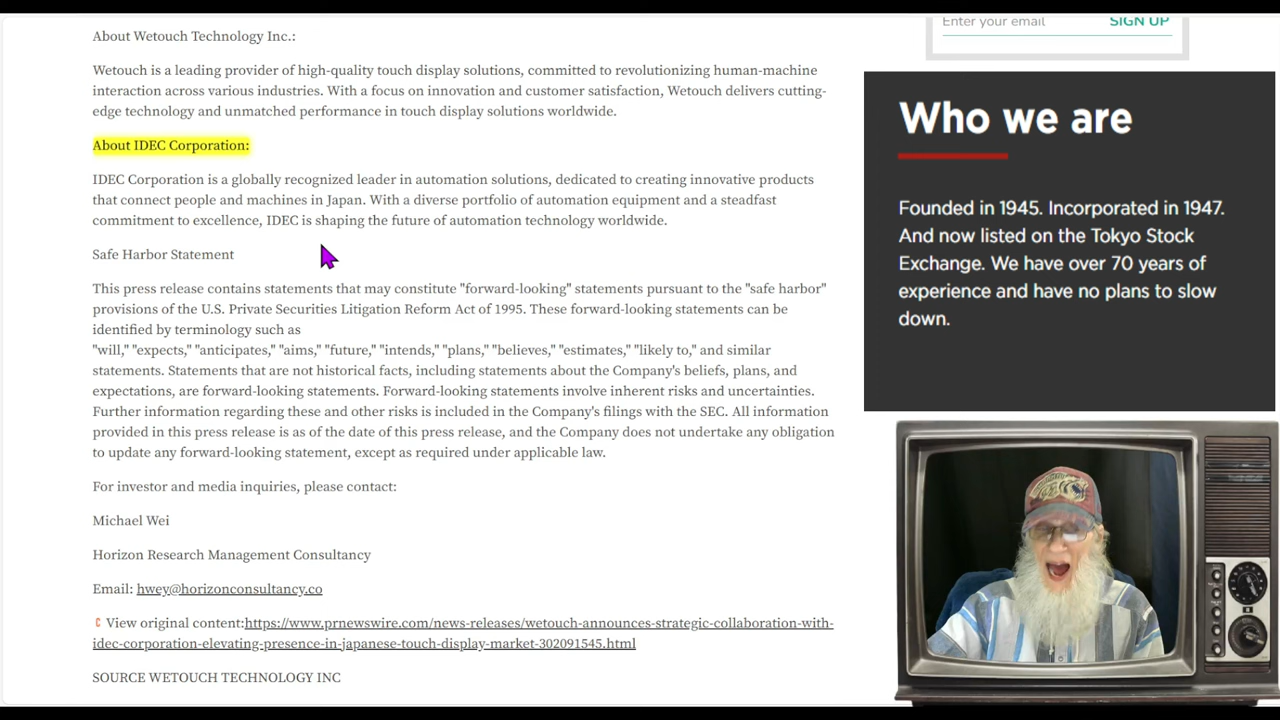 Enter your email SIGN UP
About Wetouch Technology Inc.:
Wetouch is a leading provider of high-quality touch display solutions, committed to revolutionizing human-machine
interaction across various industries. With a focus on innovation and customer satisfaction, Wetouch delivers cutting-
edge technology and unmatched performance in touch display solutions worldwide.
About IDEC Corporation:
IDEC Corporation is a globally recognized leader in automation solutions, dedicated to creating innovative products
that connect people and machines in Japan. With a diverse portfolio of automation equipment and a steadfast
commitment to excellence, IDEC is shaping the future of automation technology worldwide.
Safe Harbor Statement
This press release contains statements that may constitute "forward-looking" statements pursuant to the "safe harbor"
provisions of the U.S. Private Securities Litigation Reform Act of 1995. These forward-looking statements can be
identified by terminology such as
"will," "expects," "anticipates," "aims," "future," "intends," "plans," "believes," "estimates," "likely to," and similar
statements. Statements that are not historical facts, including statements about the Company's beliefs, plans, and
expectations, are forward-looking statements. Forward-looking statements involve inherent risks and uncertainties.
Further information regarding these and other risks is included in the Company's filings with the SEC. All information
provided in this press release is as of the date of this press release, and the Company does not undertake any obligation
to update any forward-looking statement, except as required under applicable law.
For investor and media inquiries, please contact:
Michael Wei
Horizon Research Management Consultancy
Email: hwey@horizonconsultancy.co
View original content:https://www.prnewswire.com/news-releases/wetouch-announces-strategic-collaboration-with-
idec-corporation-elevating-presence-in-japanese-touch-display-market-302091545.html
SOURCE WETOUCH TECHNOLOGY INC
Who we are
Founded in 1945. Incorporated in 1947.
And now listed on the Tokyo Stock
Exchange. We have over 70 years of
experience and have no plans to slow
down.